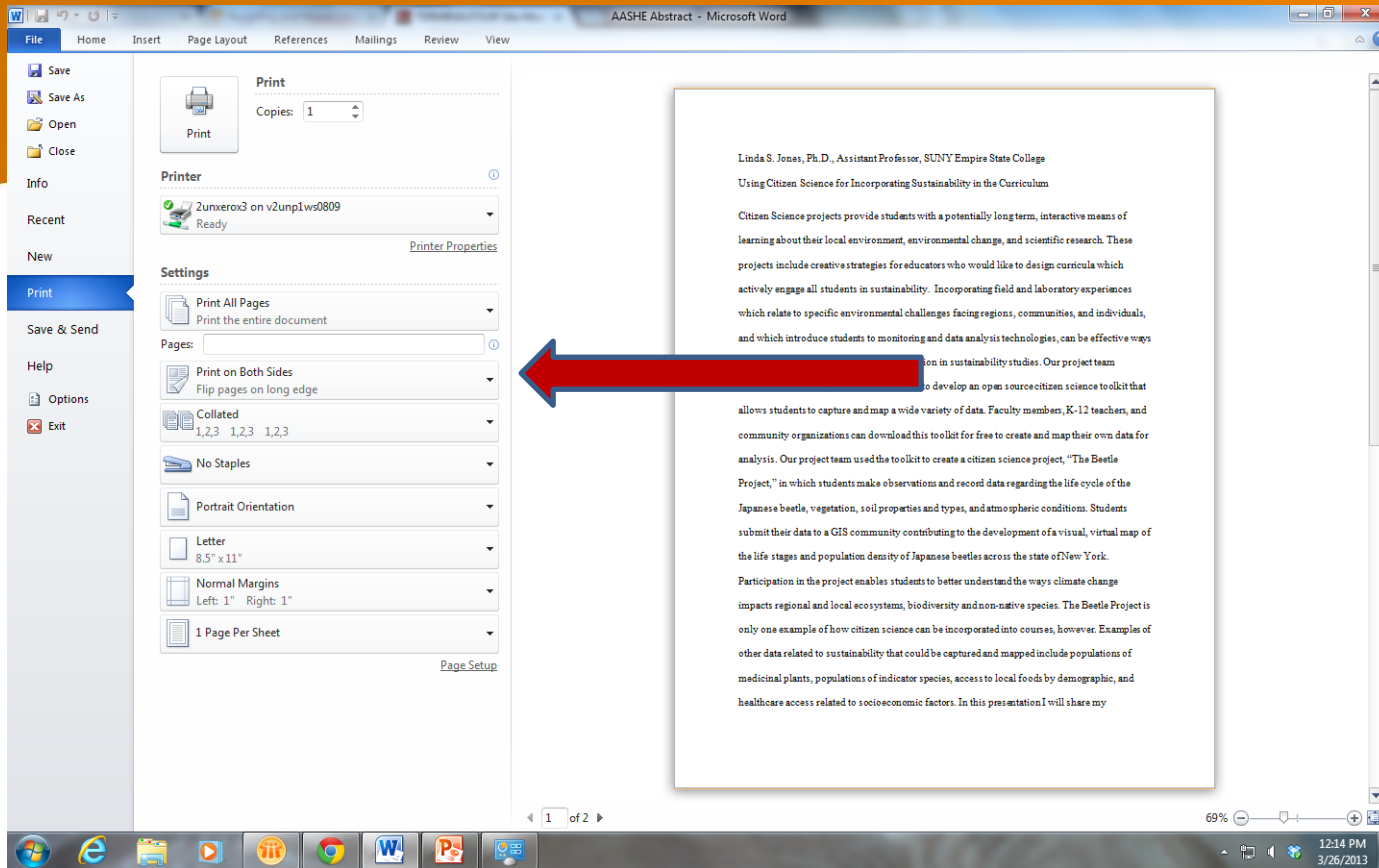 AASHE Abstract - Microsoft Word
File Home Insert Page Layout References Mailings Review View
Save
Save As
Open
Close
Info
Recent
New
Print
Save & Send
Help
Options
Exit
Print
Print
Copies: 1
Printer
2unxerox3 on v2unp1ws0809
Ready
Printer Properties
Settings
Print All Pages
Print the entire document
Pages:
Print on Both Sides
Flip pages on long edge
Collated
1,2,3 1,2,3 1,2,3
No Staples
Portrait Orientation
Letter
8.5" x 11"
Normal Margins
Left: 1" Right: 1"
1 Page Per Sheet
Page Setup
Linda S. Jones, Ph.D., Assistant Professor, SUNY Empire State College
Using Citizen Science for Incorporating Sustainability in the Curriculum
Citizen Science projects provide students with a potentially long term, interactive means of
learning about their local environment, environmental change, and scientific research. These
projects include creative strategies for educators who would like to design curricula which
actively engage all students in sustainability. Incorporating field and laboratory experiences
which relate to specific environmental challenges facing regions, communities, and individuals,
and which introduce students to monitoring and data analysis technologies, can be effective ways
in sustainability studies. Our project team
develop an open source citizen science toolkit that
allows students to capture and map a wide variety of data. Faculty members, K-12 teachers, and
community organizations can download this toolkit for free to create and map their own data for
analysis. Our project team used the toolkit to create a citizen science project, “The Beetle
Project,” in which students make observations and record data regarding the life cycle of the
Japanese beetle, vegetation, soil properties and types, and atmospheric conditions. Students
submit their data to a GIS community contributing to the development of a visual, virtual map of
the life stages and population density of Japanese beetles across the state of New York.
Participation in the project enables students to better understand the ways climate change
impacts regional and local ecosystems, biodiversity and non-native species. The Beetle Project is
only one example of how citizen science can be incorporated into courses, however. Examples of
other data related to sustainability that could be captured and mapped include populations of
medicinal plants, populations of indicator species, access to local foods by demographic, and
healthcare access related to socioeconomic factors. In this presentation I will share my
1 of 2
69%
12:14 PM
3/26/2013